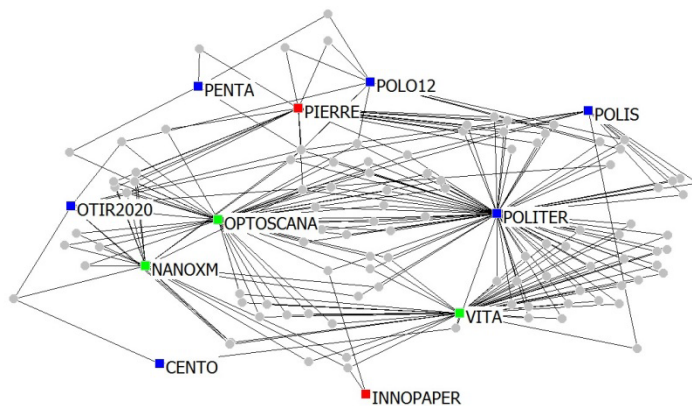 PENTA
POLO12
PIERRE
POLIS
OTIR2020
OPTOSCANA
POLITER
NANOXM
VITA
CENTO
INNOPAPER